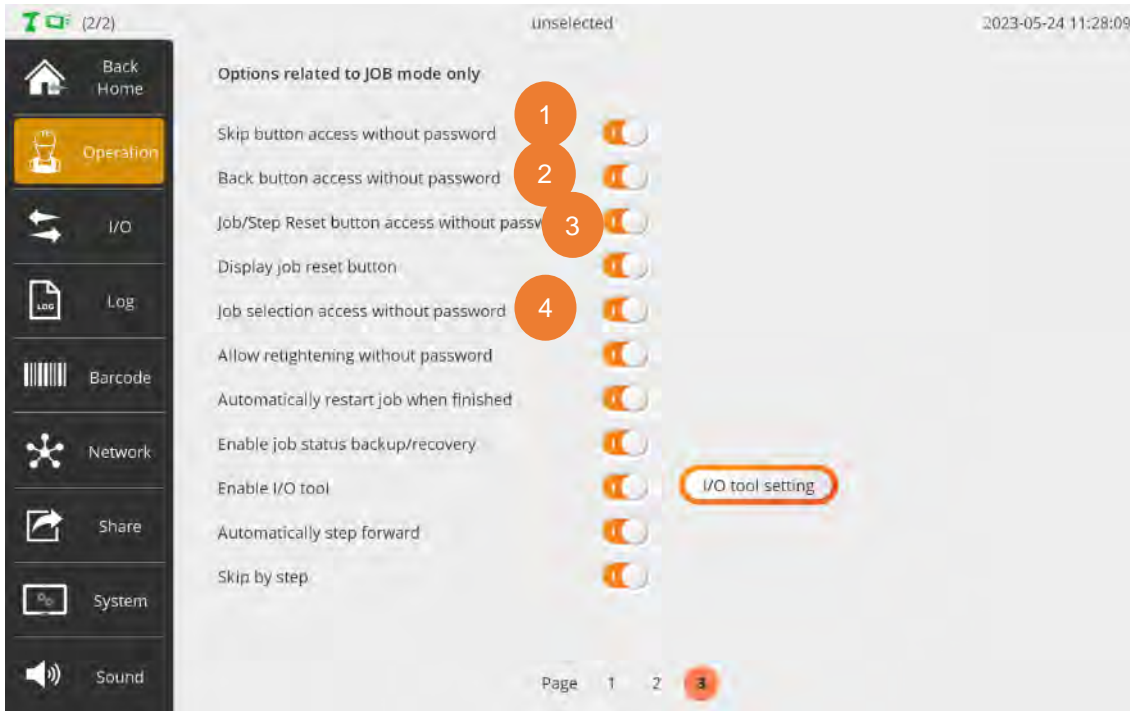 (2/2)
unselected
2023-05-24 11:28:09
Back
Home
Operation
I/O
LOG
Log
Barcode
Network
Share
System
Sound
Options related to JOB mode only
Skip button access without password
1
Back button access without password
2
Job/Step Reset button access without passw
3
Display job reset button
Job selection access without password
4
Allow retightening without password
Automatically restart job when finished
Enable job status backup/recovery
Enable I/O tool
I/O tool setting
Automatically step forward
Skip by step
Page 1 2 3